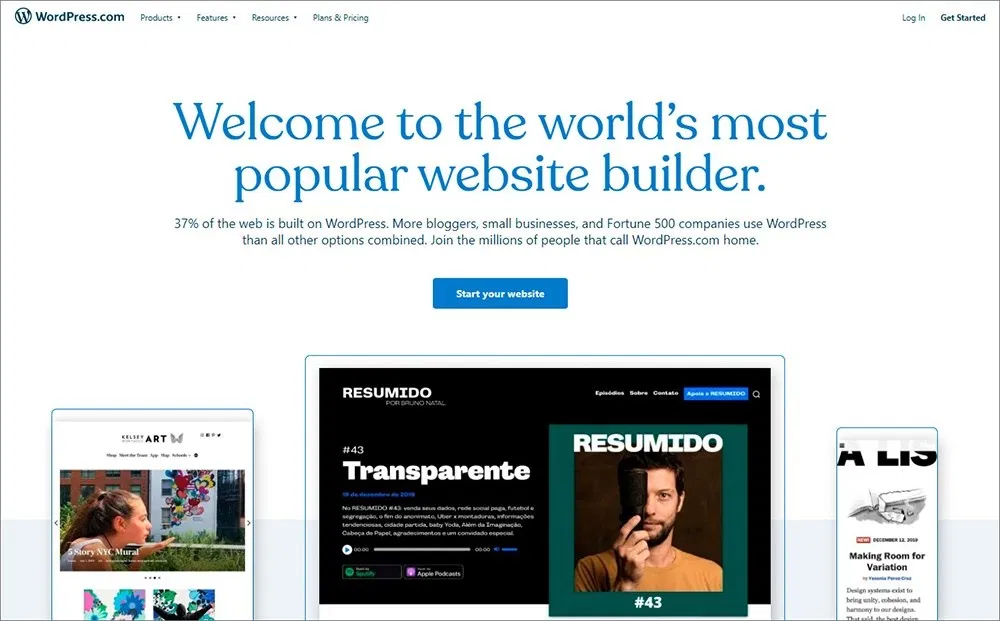 WordPress.com Products Features Resources Plans & Pricing Log In Get Started
Welcome to the world's most
popular website builder.
37% of the web is built on WordPress. More bloggers, small businesses, and Fortune 500 companies use WordPress
than all other options combined. Join the millions of people that call WordPress.com home.
Start your website
KELSEY
ART
Shop Meet the Team App Map Schools
5 Story NYC Mural
RESUMIDO
POR BRUNO NATAL
Episódios Sobre Contato Apoie o RESUMIDO
#43
Transparente
19 de dezembro de 2019
No RESUMIDO #43: venda seus dados, rede social paga, futebol e
segregação, o fim do anonimato, Uber x montadoras, informações
tendenciosas, cidade partida, baby Yoda, Além da Imaginação,
Cabeça de Papel, agradecimentos e um convidado especial.
00:00 00:00
Spotify
Apple Podcasts
RESUMIDO
#43
A LIS
NEW! DECEMBER 12, 2019
Making Room for
Variation
by Yesenia Perez-Cruz
Design systems exist to
bring unity, cohesion, and
harmony to our designs.
That said, the best design